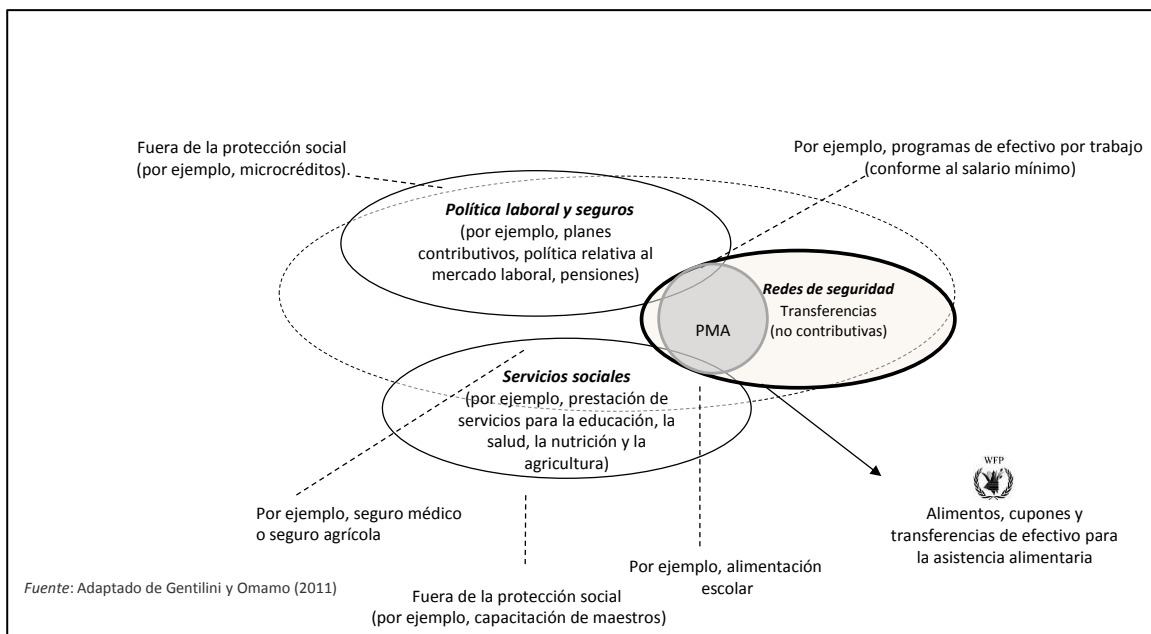 Fuera de la protección social
(por ejemplo, microcréditos).
Por ejemplo, programas de efectivo por trabajo
(conforme al salario mínimo)
Política laboral y seguros
(por ejemplo, planes
contributivos, política relativa al
mercado laboral, pensiones)
Redes de seguridad
Transferencias
(no contributivas)
PMA
Servicios sociales
(por ejemplo, prestación de
servicios para la educación, la
salud, la nutrición y la
agricultura)
WFP
Alimentos, cupones y
transferencias de efectivo para
la asistencia alimentaria
Por ejemplo, seguro médico
o seguro agrícola
Por ejemplo, alimentación
escolar
Fuente: Adaptado de Gentilini y Omamo (2011)
Fuera de la protección social
(por ejemplo, capacitación de maestros)